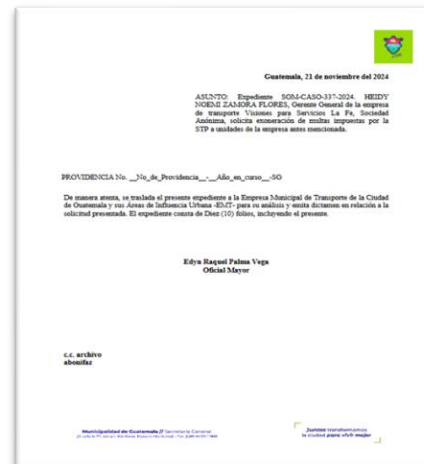 Guatemala, 21 de noviembre del 2024
ASUNTO: Expediente SOM-CASO-337-2024. HEIDY
NOEMI ZAMORA FLORES, Gerente General de la empresa
de transporte Visiones para Servicios La Fe, Sociedad
Anónima, solicita exoneración de multas impuestas por la
STP a unidades de la empresa antes mencionada.
PROVIDENCIA No. __No_de_Providencia__-__Año_en_curso__-SG
De manera atenta, se traslada el presente expediente a la Empresa Municipal de Transporte de la Ciudad
de Guatemala y sus Áreas de Influencia Urbana -EMT- para su análisis y emita dictamen en relación a la
solicitud presentada. El expediente consta de Diez (10) folios, incluyendo el presente.
Edya Raquel Palma Vega
Oficial Mayor
c.c. archivo
abonifaz
Municipalidad de Guatemala // Secretaría General
Juntos transformamos
la ciudad para vivir mejor